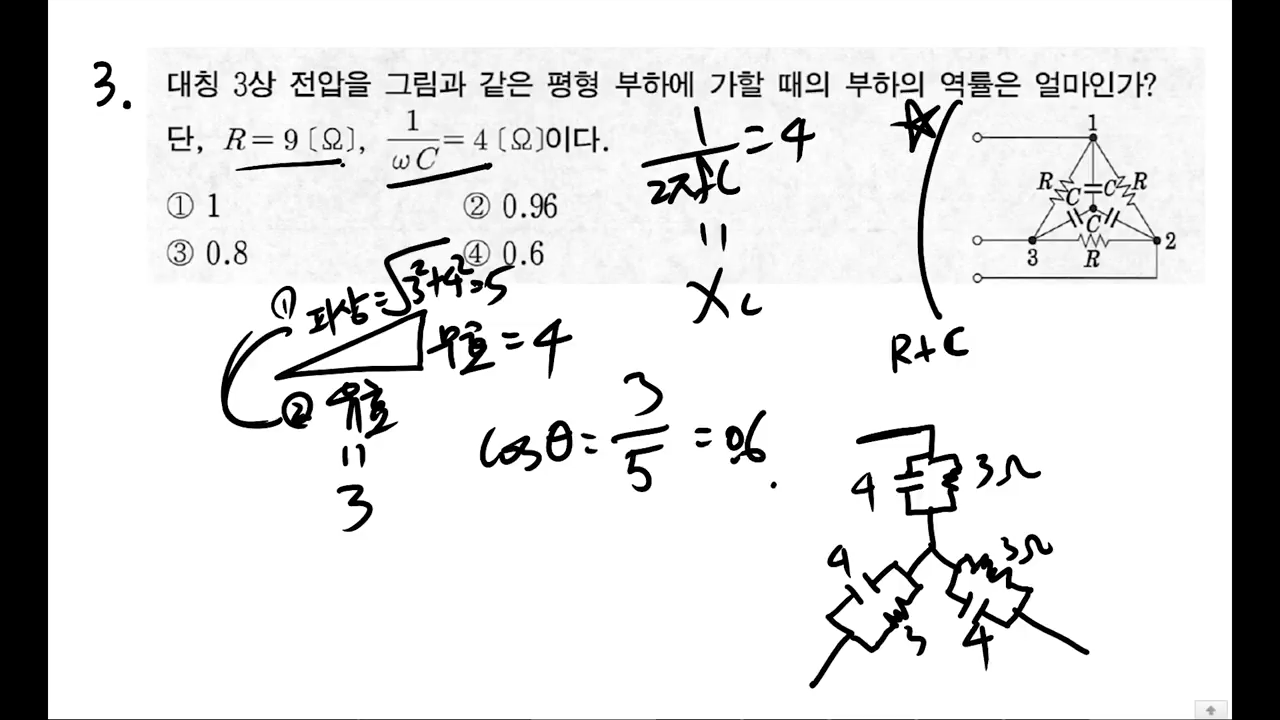 3.
대칭 3상 전압을 그림과 같은 평형 부하에 가할 때의 부하의 역률은 얼마인가?
단, R = 9 [Ω], 1/ωC = 4 [Ω]이다.
① 1 ② 0.96
③ 0.8 ④ 0.6
1
R C C R
C
3 R 2
1/2πfC = 4
=
Xc
R+C
① 피상 = √3²+4² = 5
무효 = 4
② 유효
=
3
cosθ = 3/5 = 0.6.
4 3Ω
4 3Ω
3 4